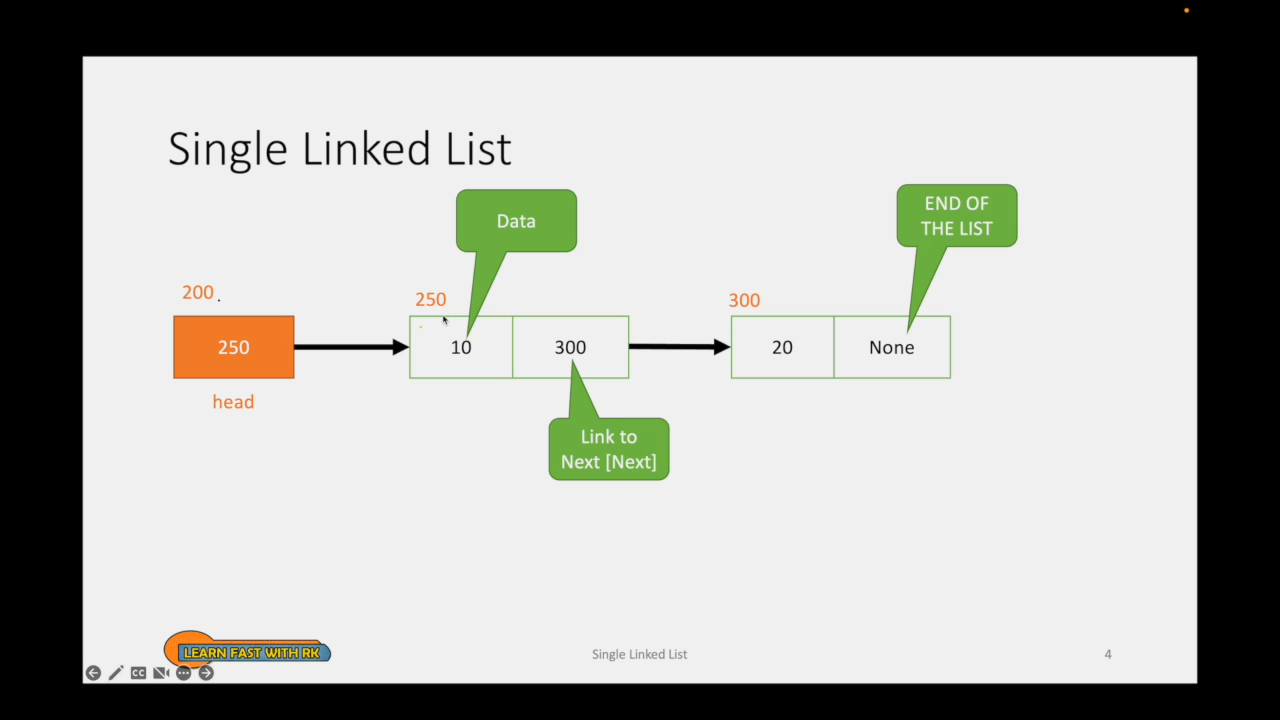 Single Linked List
Data
END OF
THE LIST
200
250
300
250
10
300
20
None
head
Link to
Next [Next]
LEARN FAST WITH RK
CC
Single Linked List
4